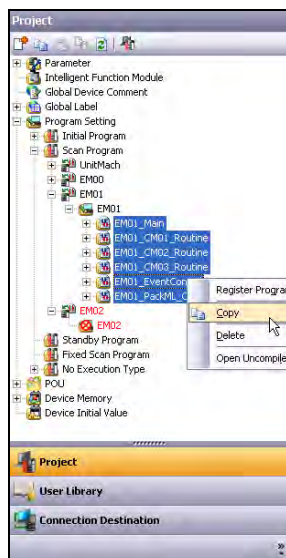 Project
Parameter
Intelligent Function Module
Global Device Comment
Global Label
Program Setting
Initial Program
Scan Program
UnitMach
EM00
EM01
EM01
EM01_Main
EM01_CM01_Routine
EM01_CM02_Routine
EM01_CM03_Routine
EM01_EventCon
EM01_PackML_C
Register Progra
Copy
Delete
Open Uncompile
EM02
EM02
Standby Program
Fixed Scan Program
No Execution Type
POU
Device Memory
Device Initial Value
Project
User Library
Connection Destination